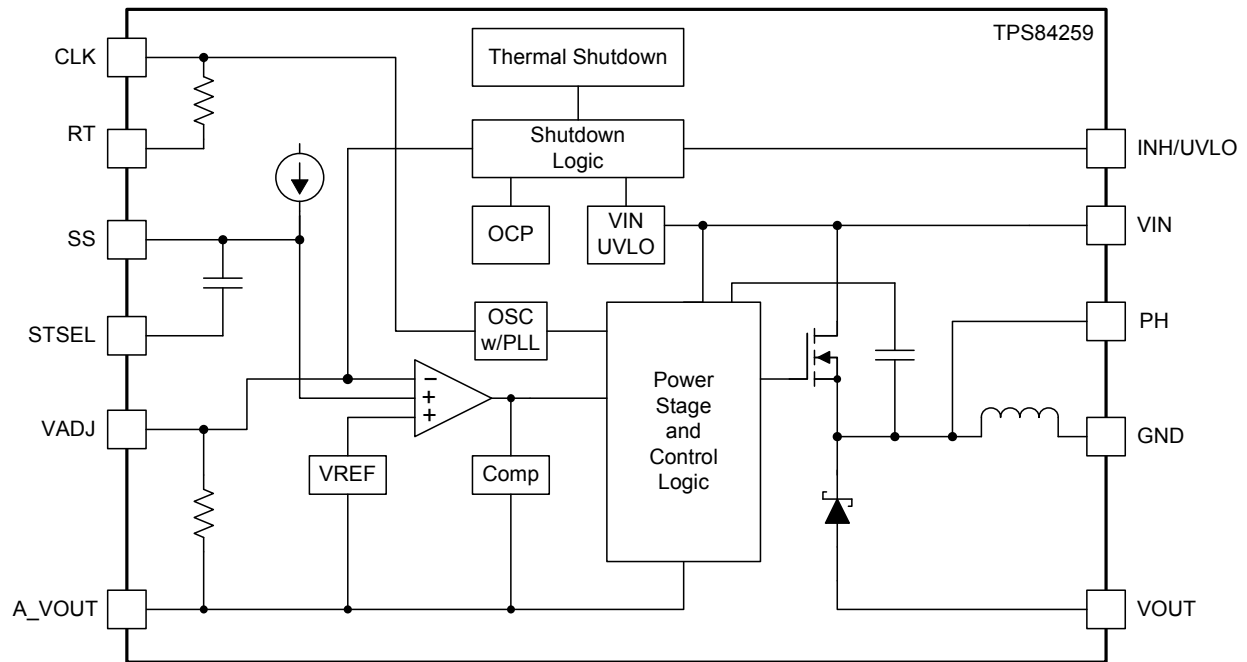 TPS84259
CLK
Thermal Shutdown
RT
Shutdown
Logic
INH/UVLO
SS
OCP
VIN
UVLO
VIN
STSEL
OSC
w/PLL
PH
Power
Stage
and
Control
Logic
−
+
+
VADJ
VREF
Comp
GND
A_VOUT
VOUT